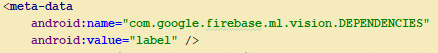 <meta-data
android:name="com.google.firebase.ml.vision.DEPENDENCIES"
android:value="label" />